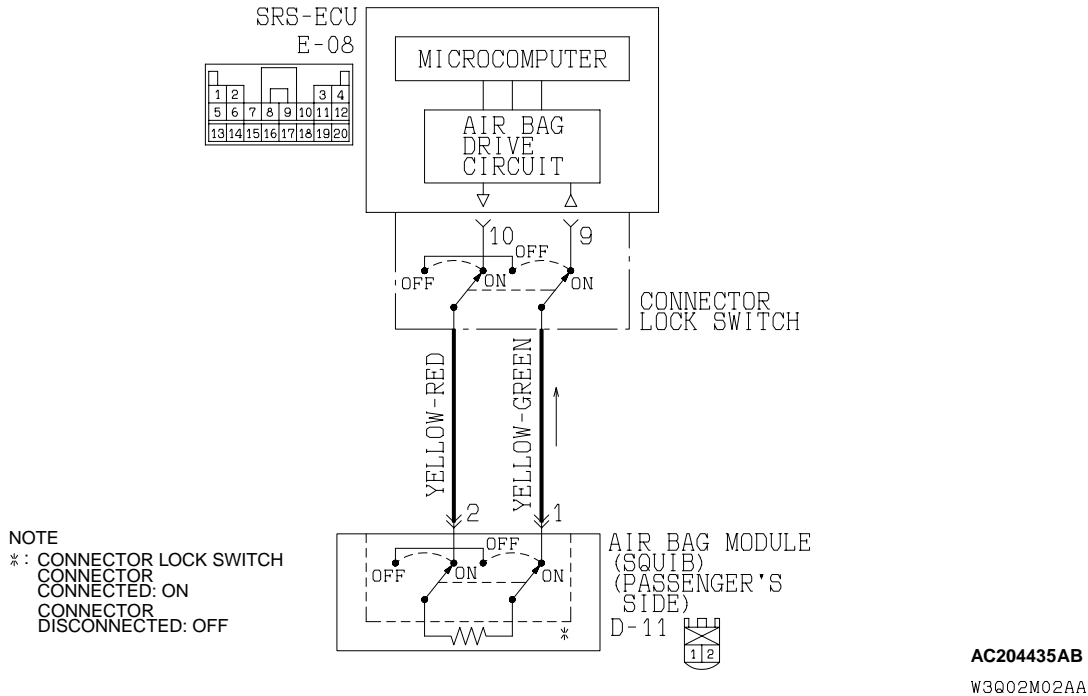 SRS-ECU
E-08
MICROCOMPUTER
1 2 3 4
5 6 7 8 9 10 11 12
13 14 15 16 17 18 19 20
AIR BAG
DRIVE
CIRCUIT
10 9
OFF
OFF ON ON
CONNECTOR
LOCK SWITCH
YELLOW-RED
YELLOW-GREEN
2 1
NOTE
* : CONNECTOR LOCK SWITCH
CONNECTOR
CONNECTED: ON
CONNECTOR
DISCONNECTED: OFF
OFF
OFF ON ON
*
AIR BAG MODULE
(SQUIB)
(PASSENGER'S
SIDE)
D-11
1 2
AC204435AB
W3Q02M02AA